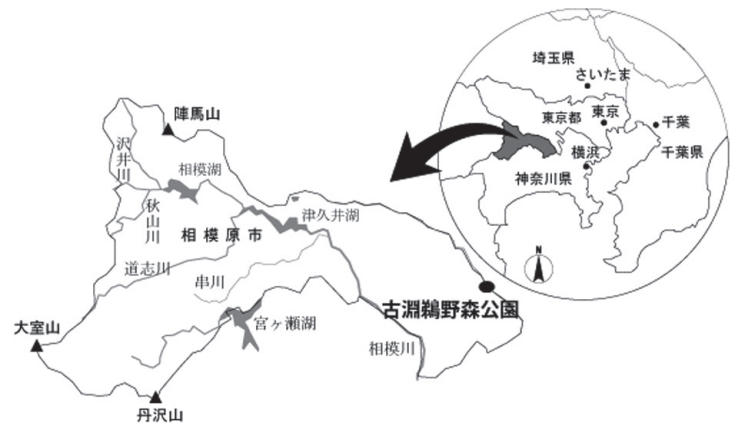 埼玉県
さいたま
東京都
東京
千葉
千葉県
横浜
神奈川県
N
陣馬山
沢井川
相模湖
秋山川
津久井湖
相模原市
道志川
串川
古淵鵜野森公園
宮ヶ瀬湖
大室山
相模川
丹沢山